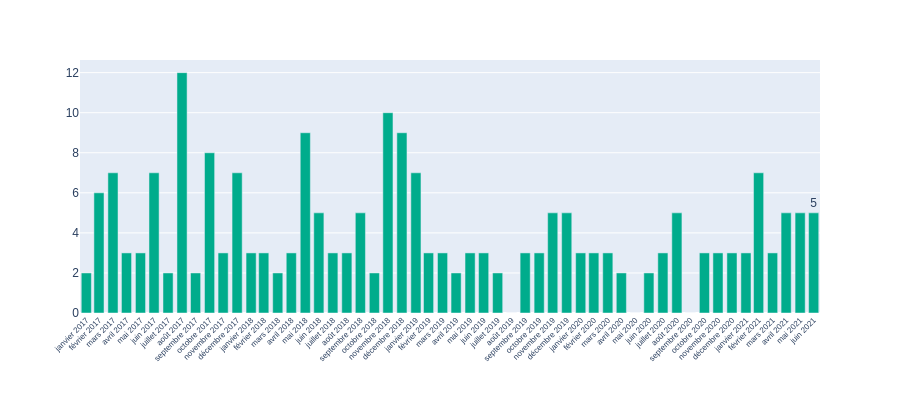 12
10
8
6
4
2
0
5
janvier 2017
février 2017
mars 2017
avril 2017
mai 2017
juin 2017
juillet 2017
août 2017
septembre 2017
octobre 2017
novembre 2017
décembre 2017
janvier 2018
février 2018
mars 2018
avril 2018
mai 2018
juin 2018
juillet 2018
août 2018
septembre 2018
octobre 2018
novembre 2018
décembre 2018
janvier 2019
février 2019
mars 2019
avril 2019
mai 2019
juin 2019
juillet 2019
août 2019
septembre 2019
octobre 2019
novembre 2019
décembre 2019
janvier 2020
février 2020
mars 2020
avril 2020
mai 2020
juin 2020
juillet 2020
août 2020
septembre 2020
octobre 2020
novembre 2020
décembre 2020
janvier 2021
février 2021
mars 2021
avril 2021
mai 2021
juin 2021